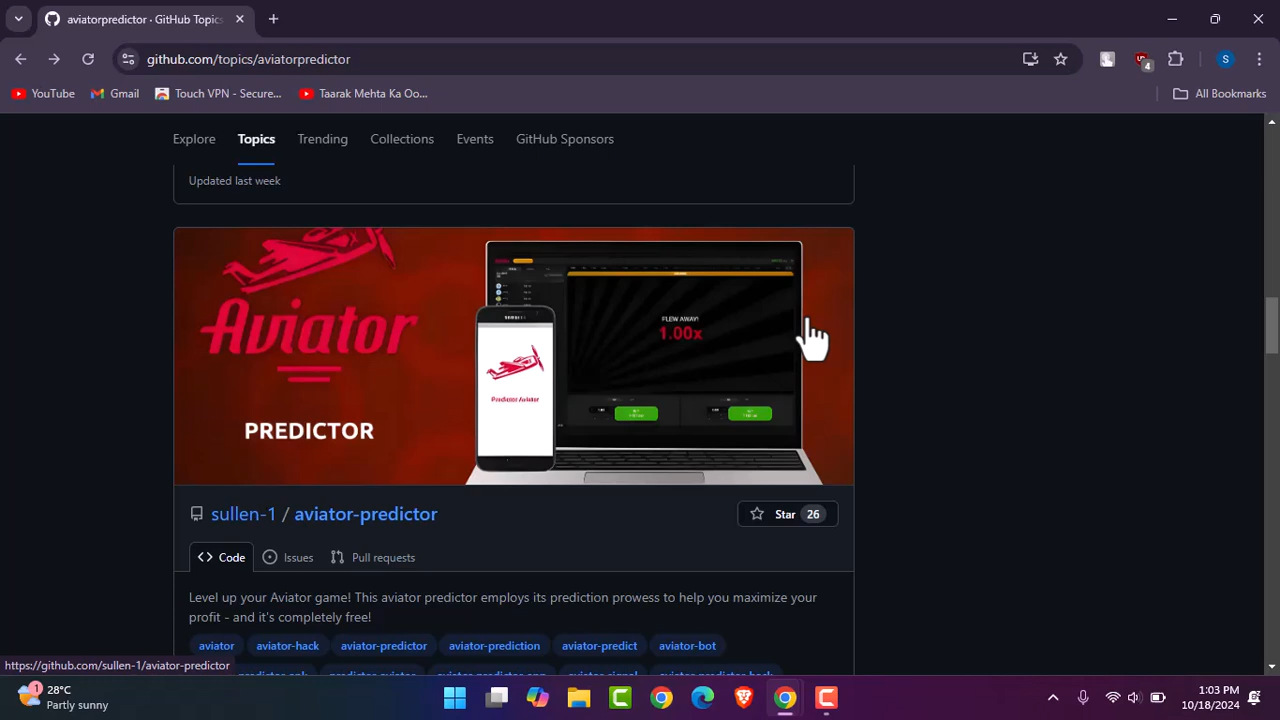 aviatorpredictor · GitHub Topics
github.com/topics/aviatorpredictor
4
S
YouTube
Gmail
Touch VPN - Secure...
Taarak Mehta Ka Oo...
All Bookmarks
Explore
Topics
Trending
Collections
Events
GitHub Sponsors
Updated last week
Aviator
PREDICTOR
Predictor Aviator
FLEW AWAY!
1.00x
sullen-1 / aviator-predictor
Star 26
Code
Issues
Pull requests
Level up your Aviator game! This aviator predictor employs its prediction prowess to help you maximize your
profit - and it's completely free!
aviator
aviator-hack
aviator-predictor
aviator-prediction
aviator-predict
aviator-bot
https://github.com/sullen-1/aviator-predictor
1
28°C
Partly sunny
1:03 PM
10/18/2024